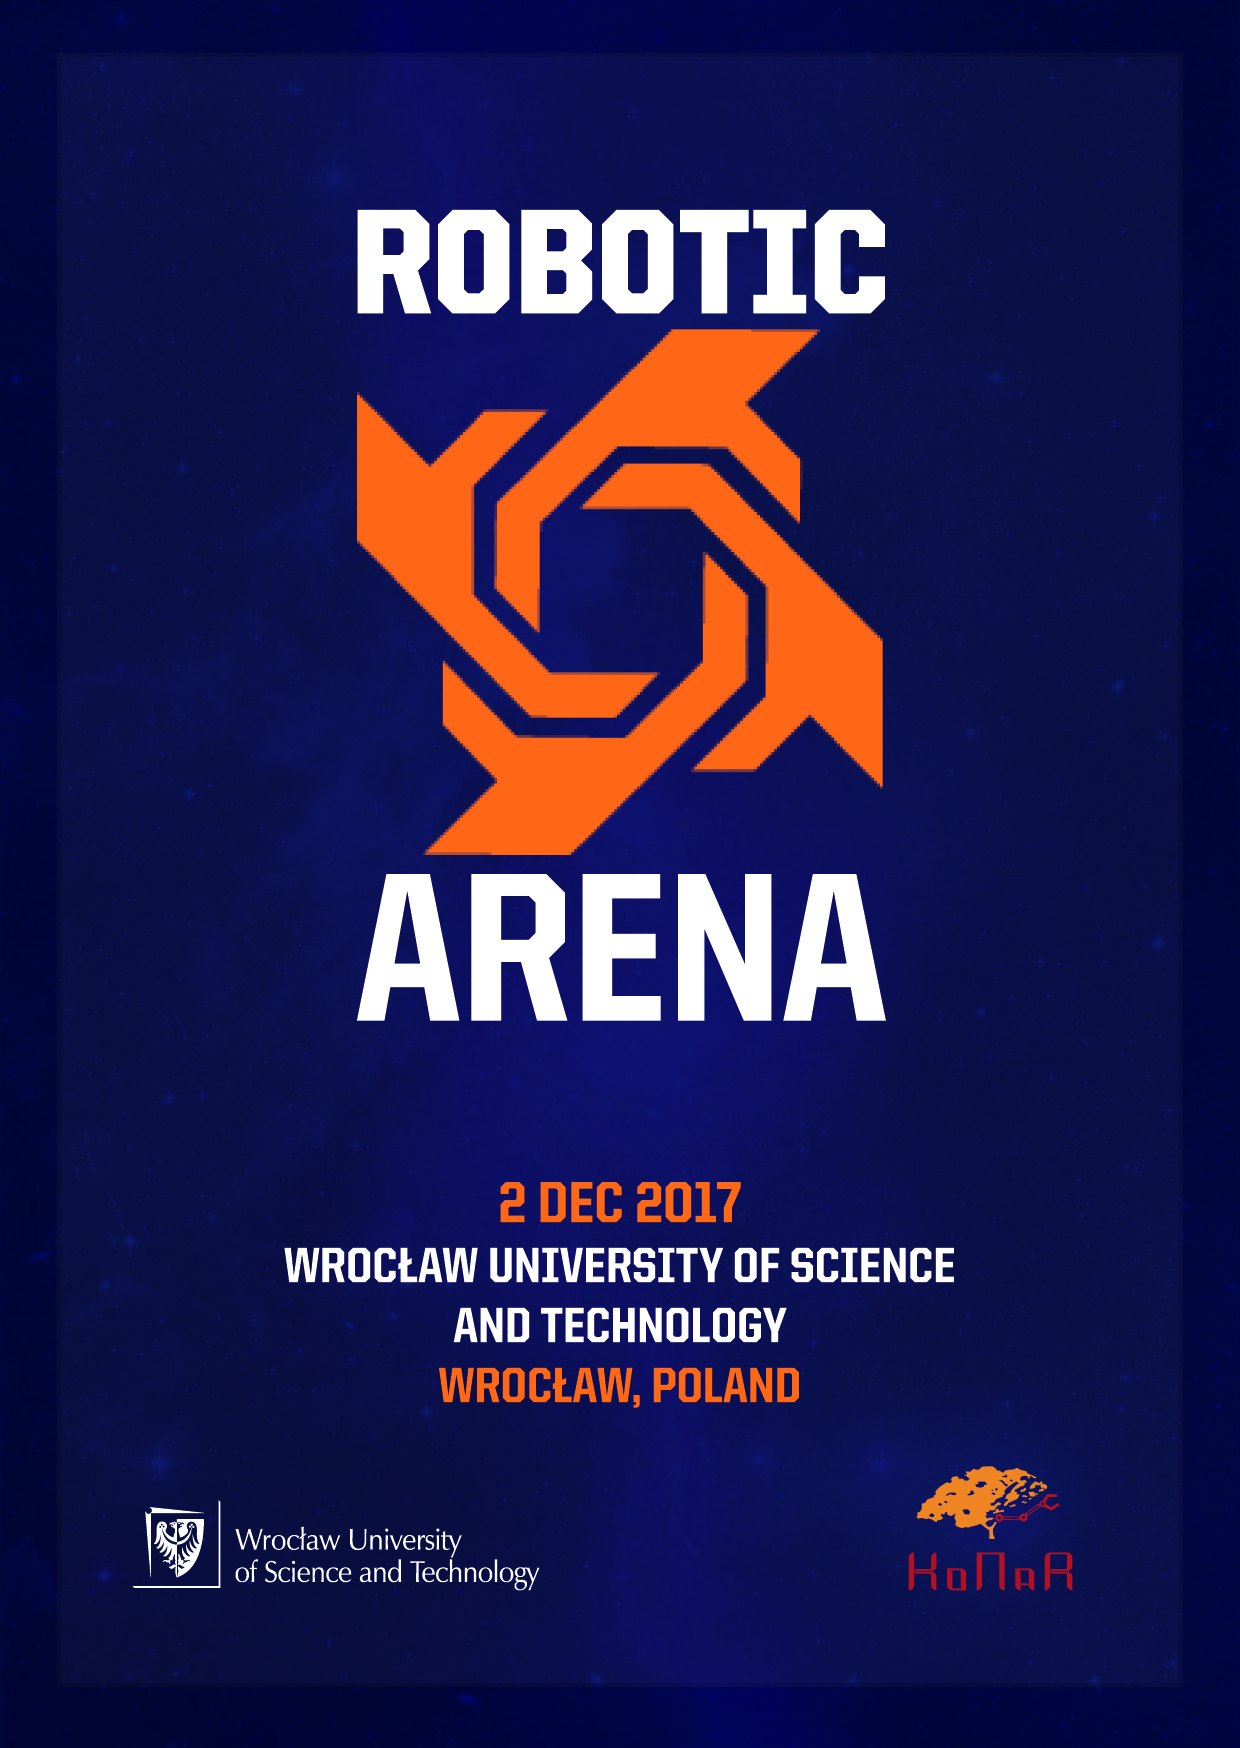 ROBOTIC
ARENA
2 DEC 2017
WROCŁAW UNIVERSITY OF SCIENCE
AND TECHNOLOGY
WROCŁAW, POLAND
Wrocław University
of Science and Technology
KoNaR